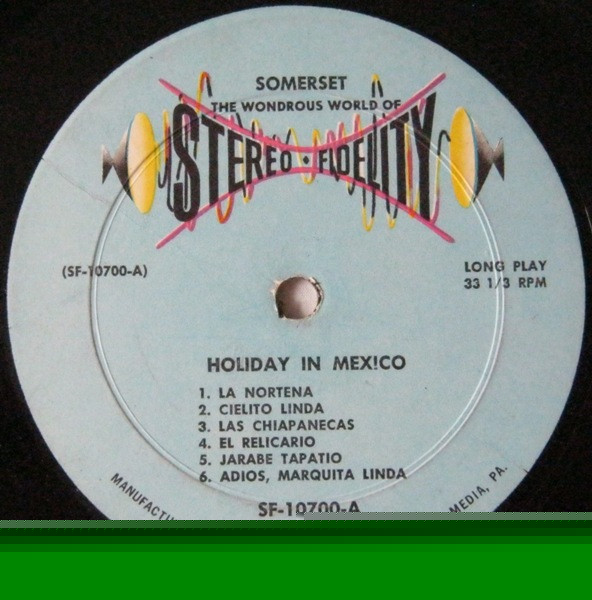 SOMERSET
THE WONDROUS WORLD OF
STEREO · FIDELITY
(SF-10700-A)
LONG PLAY
33 1/3 RPM
HOLIDAY IN MEXICO
1. LA NORTENA
2. CIELITO LINDA
3. LAS CHIAPANECAS
4. EL RELICARIO
5. JARABE TAPATIO
6. ADIOS, MARQUITA LINDA
SF-10700-A
MEDIA, PA.